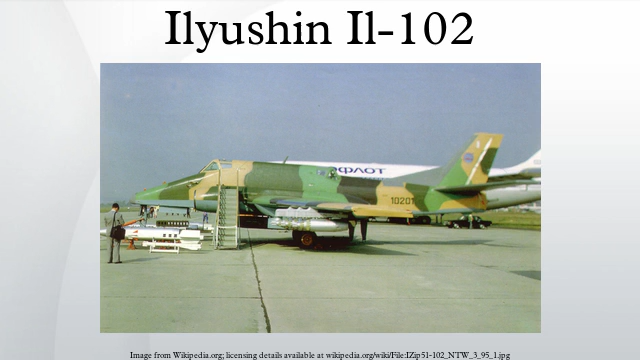 Ilyushin Il-102
ФЛОТ
10201
Image from Wikipedia.org; licensing details available at wikipedia.org/wiki/File:IZip51-102_NTW_3_95_1.jpg